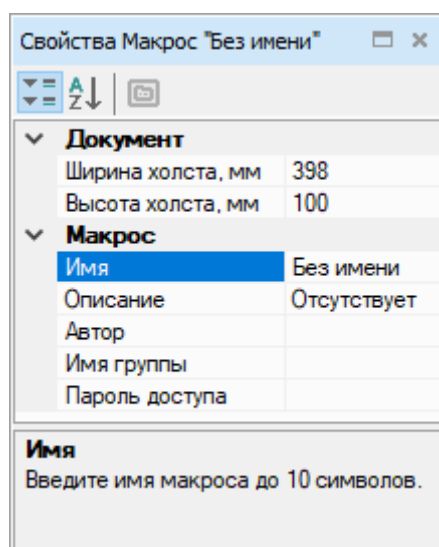 Свойства Макрос "Без имени"
A
Z
Документ
Ширина холста, мм 398
Высота холста, мм 100
Макрос
Имя Без имени
Описание Отсутствует
Автор
Имя группы
Пароль доступа
Имя
Введите имя макроса до 10 символов.